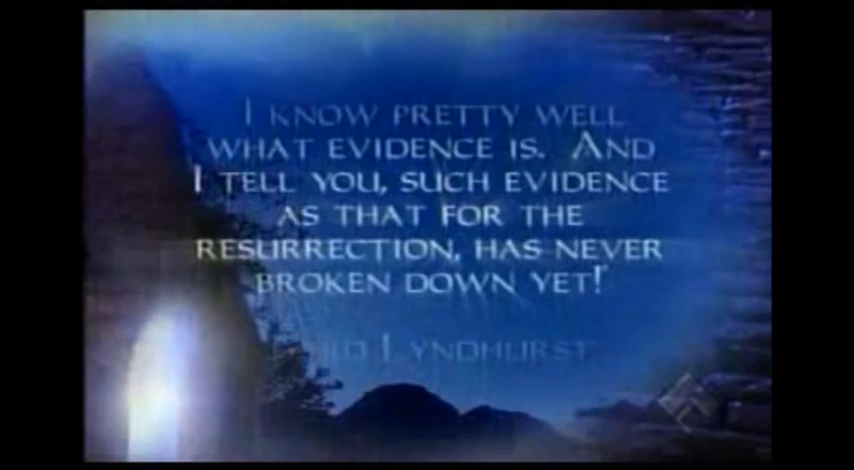 I KNOW PRETTY WELL
WHAT EVIDENCE IS. AND
I TELL YOU, SUCH EVIDENCE
AS THAT FOR THE
RESURRECTION, HAS NEVER
BROKEN DOWN YET!
LYNDHURST